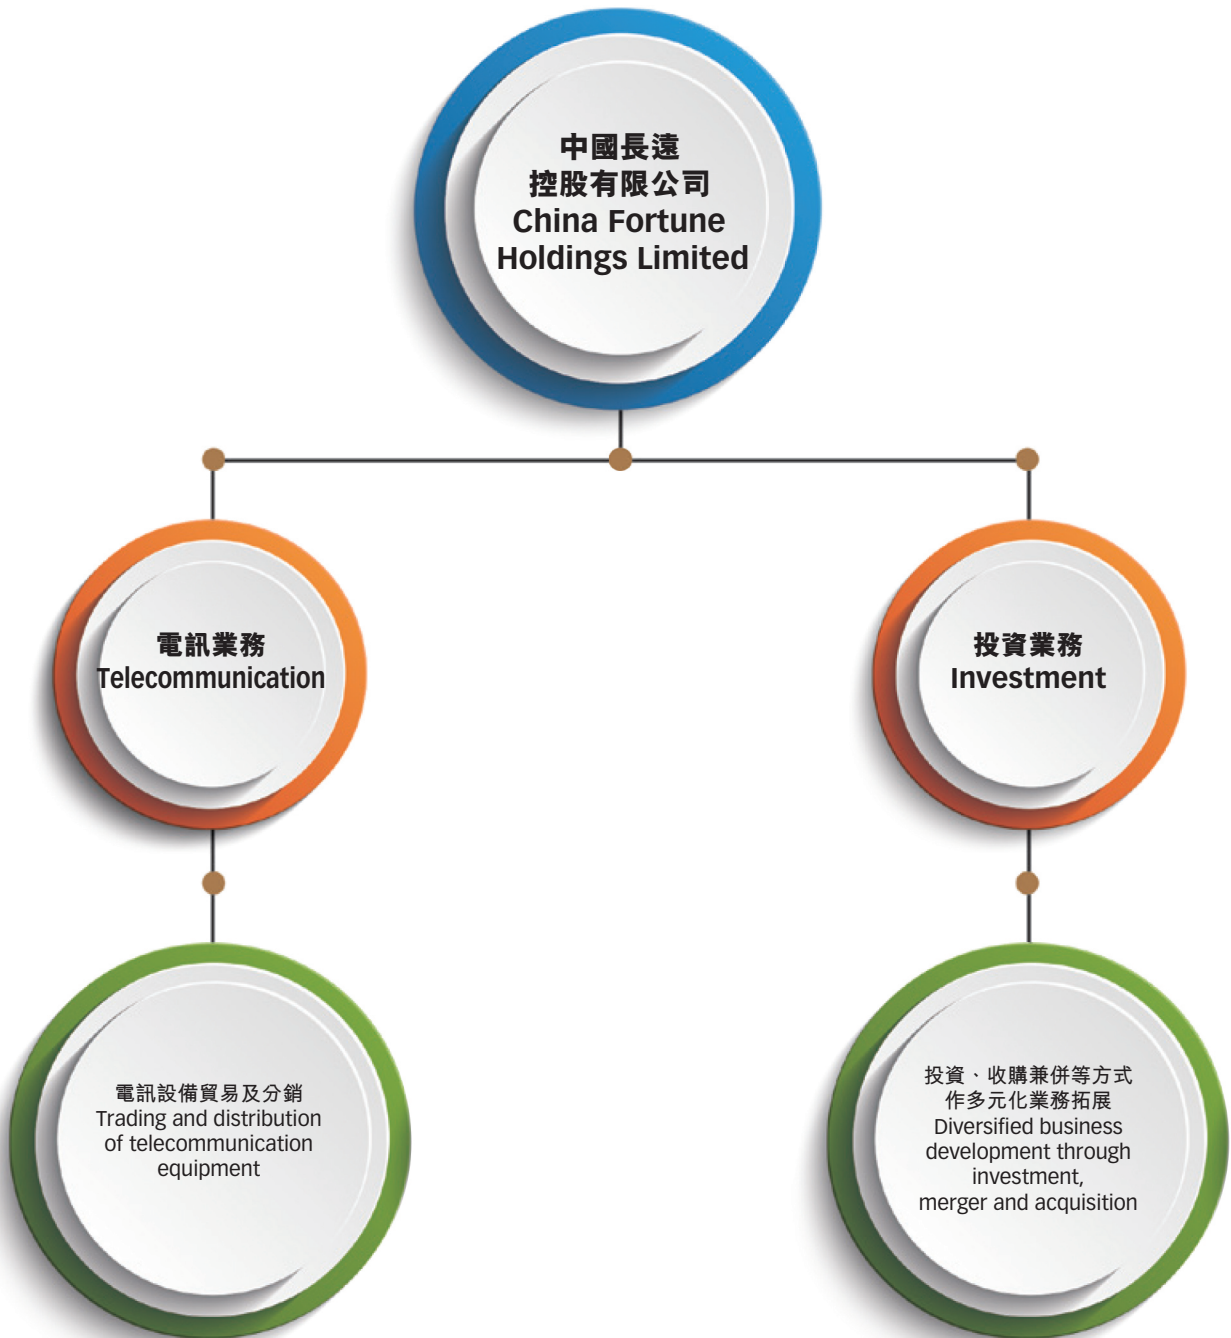 中國長遠
控股有限公司
China Fortune
Holdings Limited
電訊業務
Telecommunication
投資業務
Investment
電訊設備貿易及分銷
Trading and distribution
of telecommunication
equipment
投資、收購兼併等方式
作多元化業務拓展
Diversified business
development through
investment,
merger and acquisition